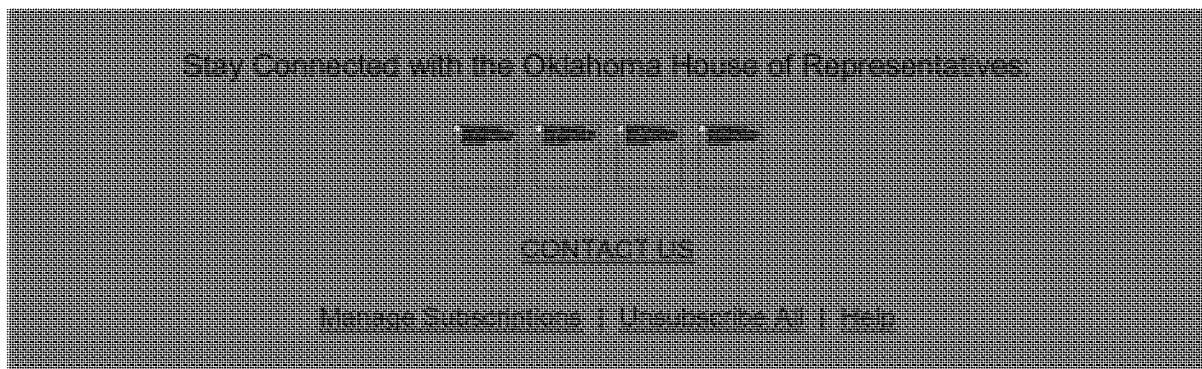 Stay Connected with the Oklahoma House of Representatives:
CONTACT US
Manage Subscriptions | Unsubscribe All | Help